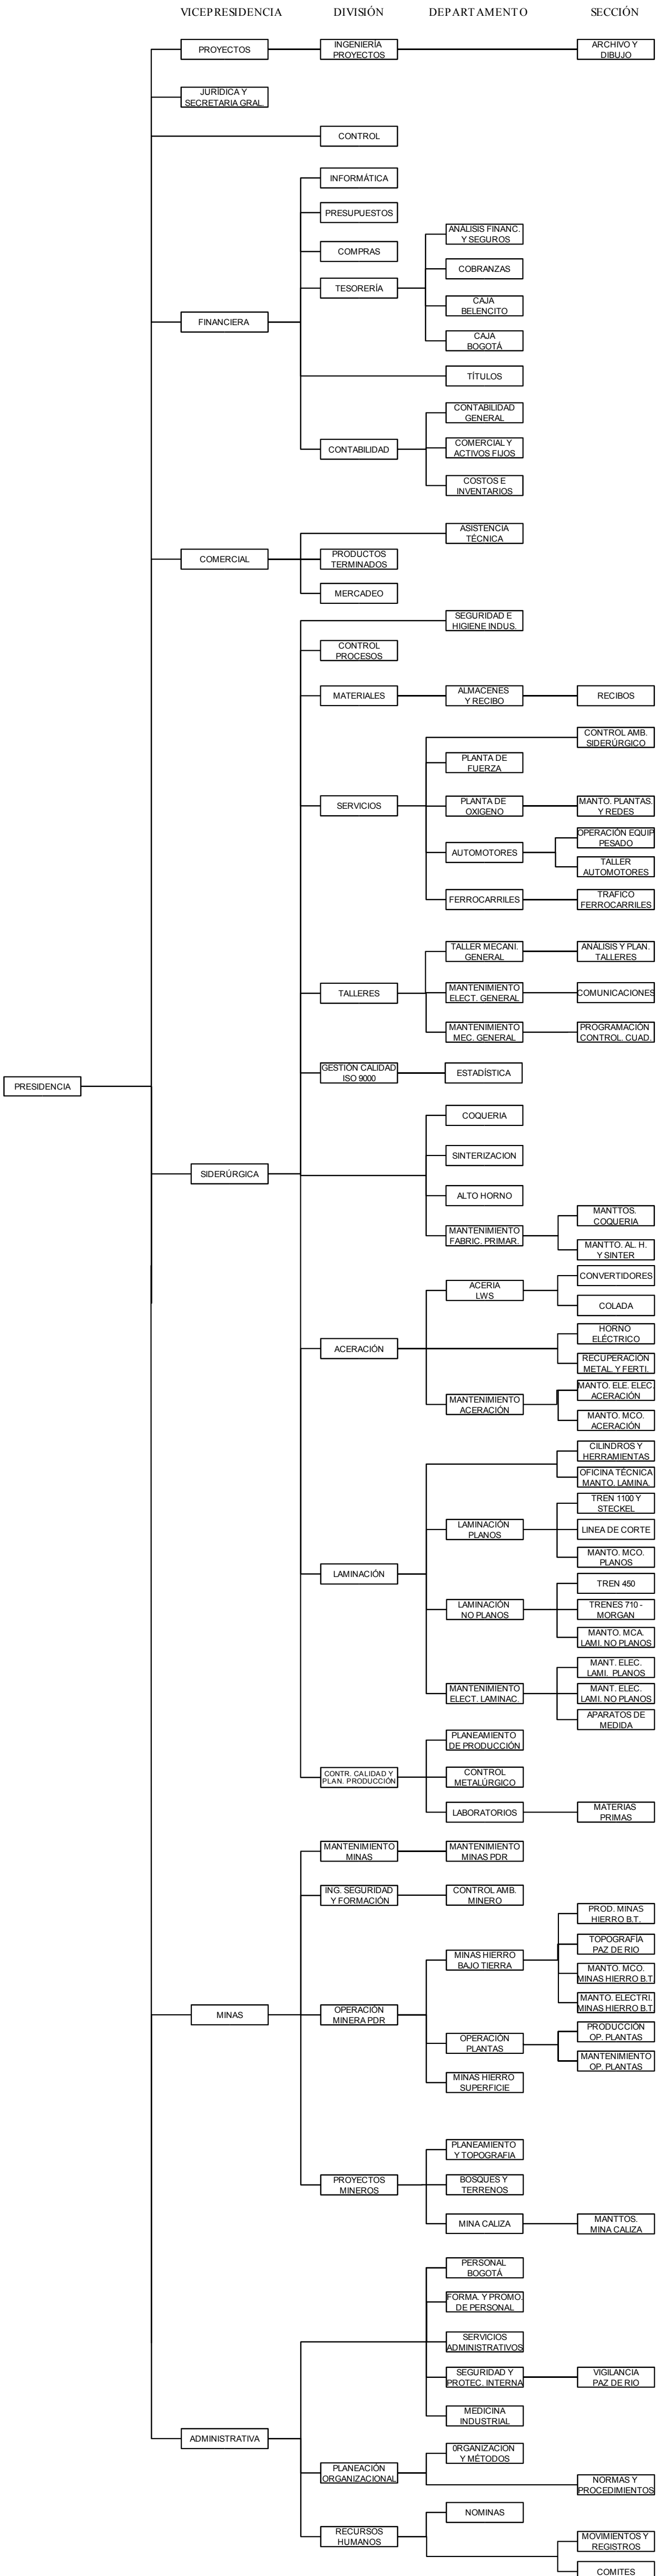 VICEPRESIDENCIA
DIVISIÓN
DEPARTAMENTO
SECCIÓN
PROYECTOS
INGENIERÍA
PROYECTOS
ARCHIVO Y
DIBUJO
JURÍDICA Y
SECRETARIA GRAL.
CONTROL
INFORMÁTICA
PRESUPUESTOS
COMPRAS
TESORERÍA
ANÁLISIS FINANC.
Y SEGUROS
COBRANZAS
CAJA
BELENCITO
CAJA
BOGOTÁ
FINANCIERA
TÍTULOS
CONTABILIDAD
CONTABILIDAD
GENERAL
COMERCIAL Y
ACTIVOS FIJOS
COSTOS E
INVENTARIOS
ASISTENCIA
TÉCNICA
COMERCIAL
PRODUCTOS
TERMINADOS
MERCADEO
SEGURIDAD E
HIGIENE INDUS.
CONTROL
PROCESOS
MATERIALES
ALMACENES
Y RECIBO
RECIBOS
CONTROL AMB.
SIDERÚRGICO
PLANTA DE
FUERZA
SERVICIOS
PLANTA DE
OXIGENO
MANTO. PLANTAS.
Y REDES
AUTOMOTORES
OPERACIÓN EQUIP
PESADO
TALLER
AUTOMOTORES
FERROCARRILES
TRAFICO
FERROCARRILES
TALLER MECANI.
GENERAL
ANÁLISIS Y PLAN.
TALLERES
TALLERES
MANTENIMIENTO
ELECT. GENERAL
COMUNICACIONES
MANTENIMIENTO
MEC. GENERAL
PROGRAMACIÓN
CONTROL. CUAD.
GESTIÓN CALIDAD
ISO 9000
ESTADÍSTICA
PRESIDENCIA
COQUERIA
SINTERIZACION
SIDERÚRGICA
ALTO HORNO
MANTENIMIENTO
FABRIC. PRIMAR.
MANTTOS.
COQUERIA
MANTTO. AL. H.
Y SINTER
ACERIA
LWS
CONVERTIDORES
COLADA
ACERACIÓN
HORNO
ELÉCTRICO
RECUPERACIÓN
METAL. Y FERTI.
MANTENIMIENTO
ACERACIÓN
MANTO. ELE. ELEC.
ACERACIÓN
MANTO. MCO.
ACERACIÓN
CILINDROS Y
HERRAMIENTAS
OFICINA TÉCNICA
MANTO. LAMINA.
LAMINACIÓN
PLANOS
TREN 1100 Y
STECKEL
LINEA DE CORTE
MANTO. MCO.
PLANOS
LAMINACIÓN
LAMINACIÓN
NO PLANOS
TREN 450
TRENES 710 -
MORGAN
MANTO. MCA.
LAMI. NO PLANOS
MANTENIMIENTO
ELECT. LAMINAC.
MANT. ELEC.
LAMI. PLANOS
MANT. ELEC.
LAMI. NO PLANOS
APARATOS DE
MEDIDA
PLANEAMIENTO
DE PRODUCCIÓN
CONTR. CALIDAD Y
PLAN. PRODUCCIÓN
CONTROL
METALÚRGICO
LABORATORIOS
MATERIAS
PRIMAS
MANTENIMIENTO
MINAS
MANTENIMIENTO
MINAS PDR
ING. SEGURIDAD
Y FORMACIÓN
CONTROL AMB.
MINERO
MINAS HIERRO
BAJO TIERRA
PROD. MINAS
HIERRO B.T.
TOPOGRAFÍA
PAZ DE RIO
MANTO. MCO.
MINAS HIERRO B.T.
MANTO. ELECTRI.
MINAS HIERRO B.T.
MINAS
OPERACIÓN
MINERA PDR
OPERACIÓN
PLANTAS
PRODUCCIÓN
OP. PLANTAS
MANTENIMIENTO
OP. PLANTAS
MINAS HIERRO
SUPERFICIE
PLANEAMIENTO
Y TOPOGRAFIA
PROYECTOS
MINEROS
BOSQUES Y
TERRENOS
MINA CALIZA
MANTTOS.
MINA CALIZA
PERSONAL
BOGOTÁ
FORMA. Y PROMO.
DE PERSONAL
SERVICIOS
ADMINISTRATIVOS
SEGURIDAD Y
PROTEC. INTERNA
VIGILANCIA
PAZ DE RIO
MEDICINA
INDUSTRIAL
ADMINISTRATIVA
0RGANIZACION
Y MÉTODOS
PLANEACIÓN
ORGANIZACIONAL
NORMAS Y
PROCEDIMIENTOS
NOMINAS
RECURSOS
HUMANOS
MOVIMIENTOS Y
REGISTROS
COMITES